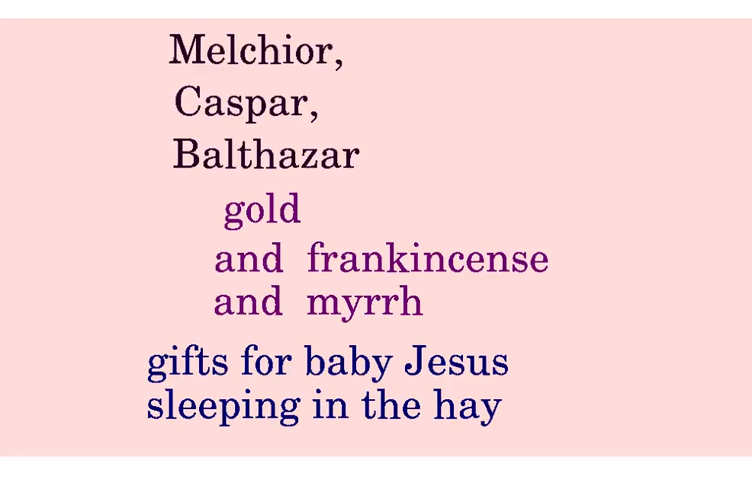 Melchior,
Caspar,
Balthazar
gold
and frankincense
and myrrh
gifts for baby Jesus
sleeping in the hay